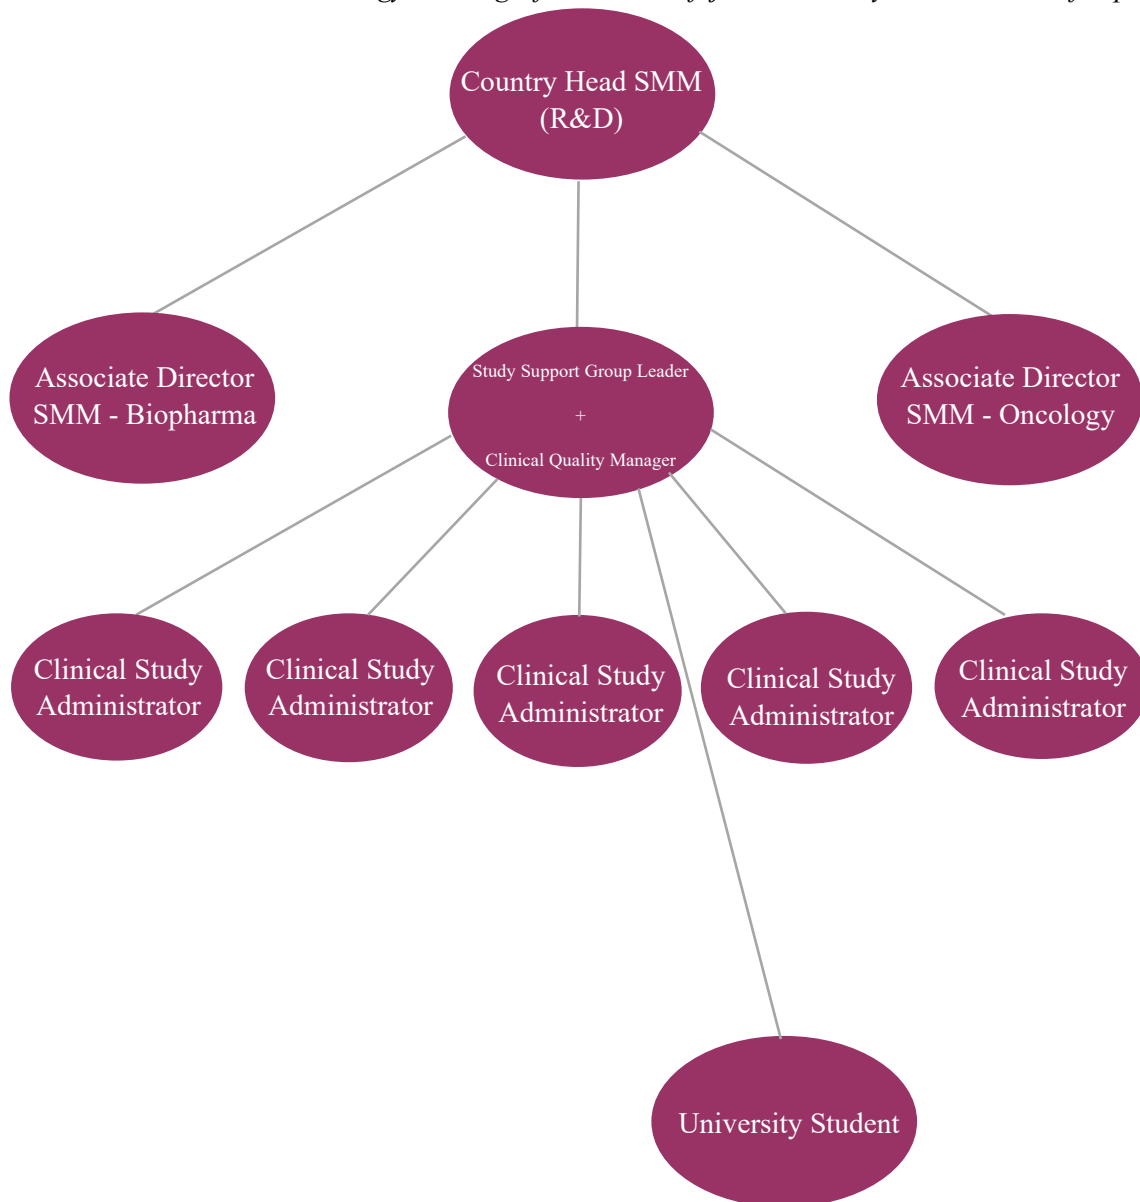 Country Head SMM
(R&D)
Associate Director
SMM - Biopharma
Study Support Group Leader
+
Clinical Quality Manager
Associate Director
SMM - Oncology
Clinical Study
Administrator
Clinical Study
Administrator
Clinical Study
Administrator
Clinical Study
Administrator
Clinical Study
Administrator
University Student